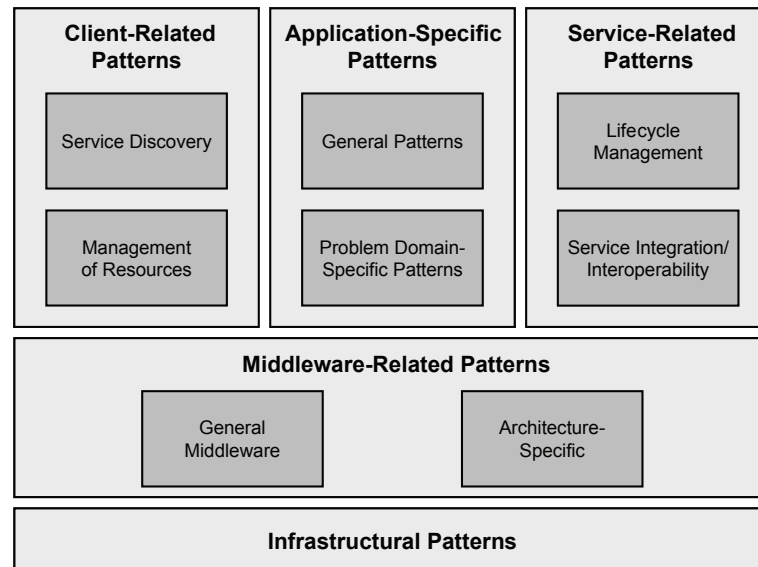 Client-Related
Patterns
Service Discovery
Management
of Resources
Application-Specific
Patterns
General Patterns
Problem Domain-
Specific Patterns
Service-Related
Patterns
Lifecycle
Management
Service Integration/
Interoperability
Middleware-Related Patterns
General
Middleware
Architecture-
Specific
Infrastructural Patterns